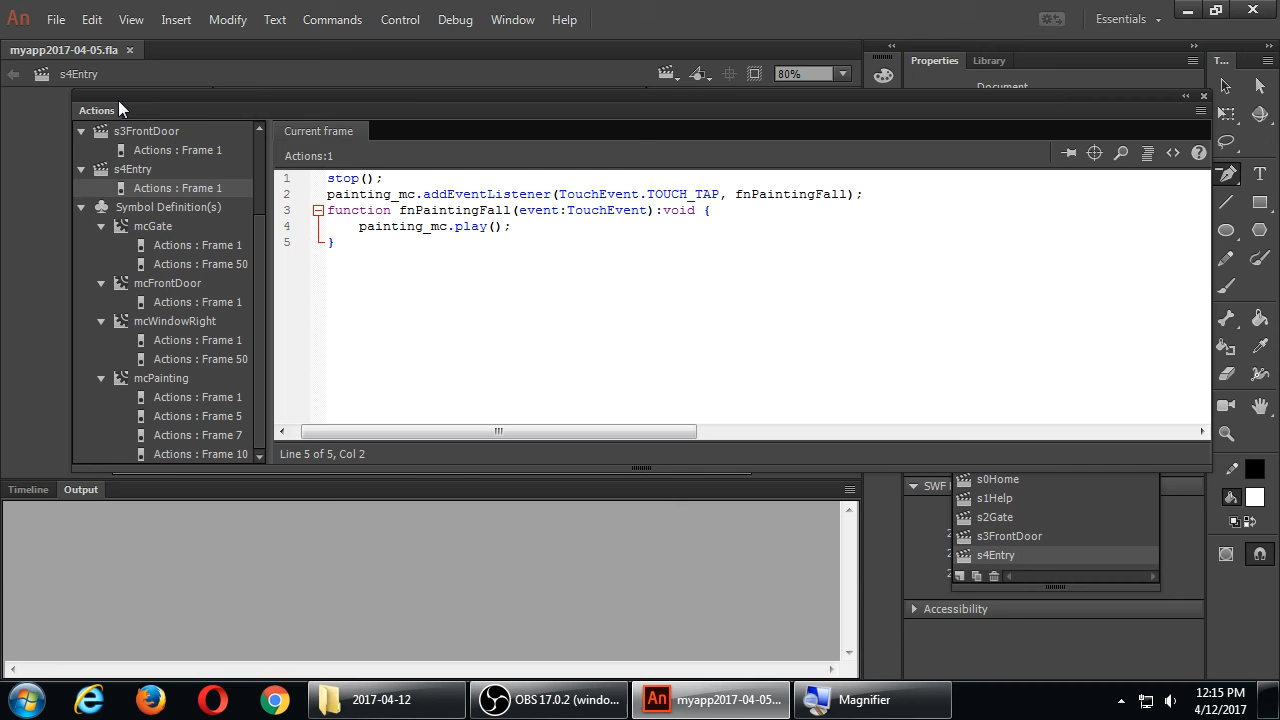 An File Edit View Insert Modify Text Commands Control Debug Window Help Essentials
myapp2017-04-05.fla
s4Entry 80% Properties Library T...
Document
Actions
s3FrontDoor
Actions : Frame 1
s4Entry
Actions : Frame 1
Symbol Definition(s)
mcGate
Actions : Frame 1
Actions : Frame 50
mcFrontDoor
Actions : Frame 1
mcWindowRight
Actions : Frame 1
Actions : Frame 50
mcPainting
Actions : Frame 1
Actions : Frame 5
Actions : Frame 7
Actions : Frame 10
Current frame
Actions:1
1 stop();
2 painting_mc.addEventListener(TouchEvent.TOUCH_TAP, fnPaintingFall);
3 function fnPaintingFall(event:TouchEvent):void {
4 painting_mc.play();
5 }
Line 5 of 5, Col 2
Timeline Output
SWF
s0Home
s1Help
s2Gate
s3FrontDoor
s4Entry
Accessibility
2017-04-12
OBS 17.0.2 (windo...
An myapp2017-04-05...
Magnifier
12:15 PM
4/12/2017